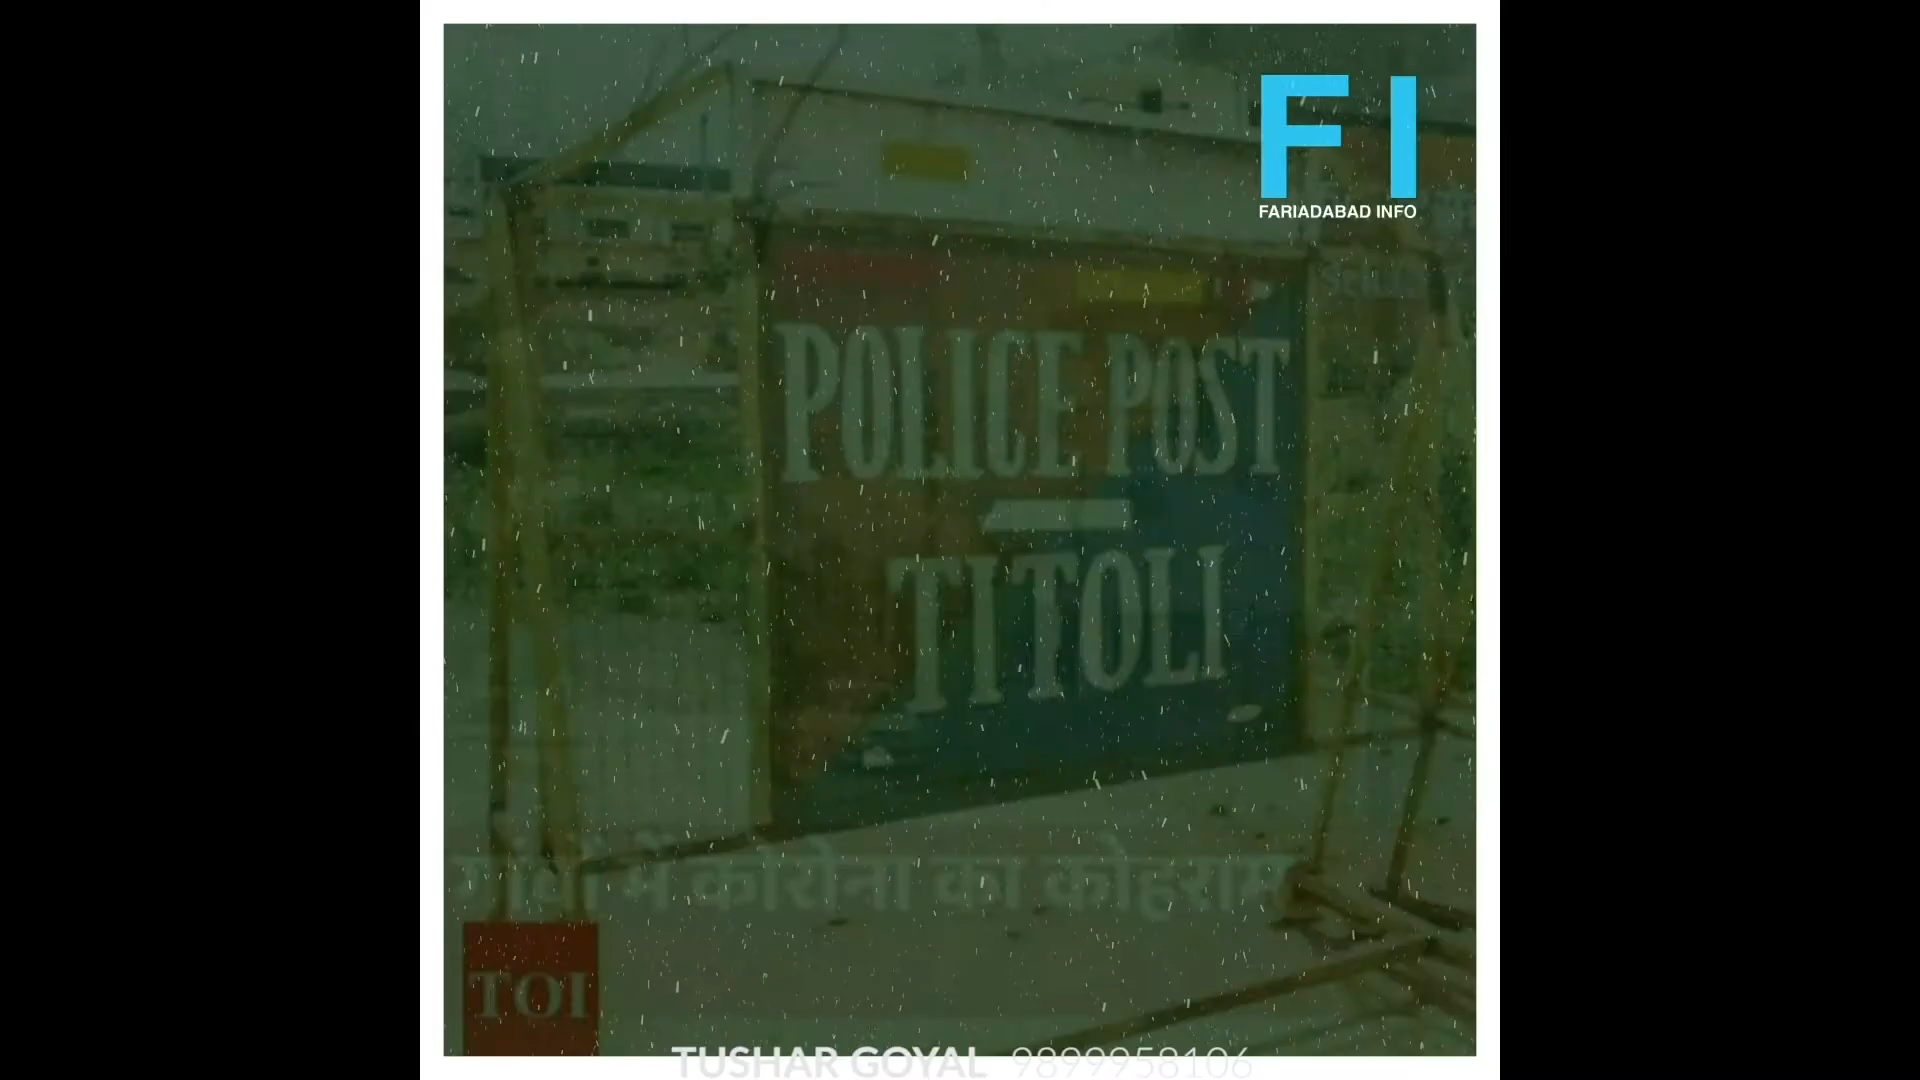 FI
FARIADABAD INFO
POLICE POST
TITOLI
गांवों में कोरोना का कोहराम
TOI
TUSHAR GOYAL 9899958106